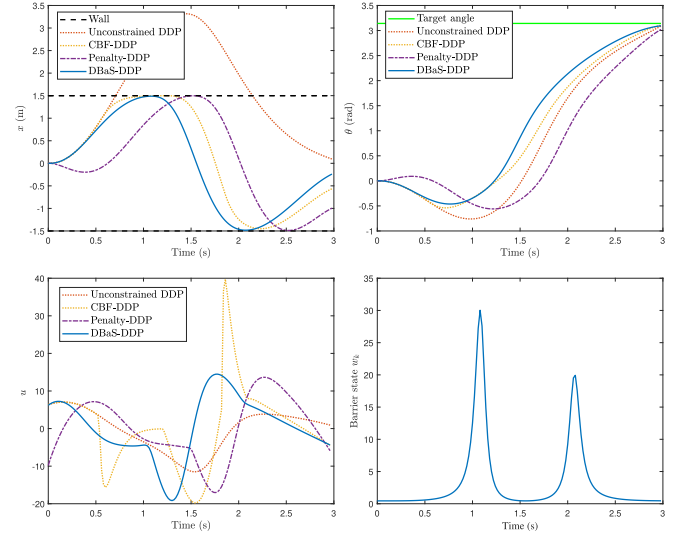 3.5
3
2.5
2
1.5
1
0.5
0
-0.5
-1
-1.5
x (m)
Wall
Unconstrained DDP
CBF-DDP
Penalty-DDP
DBaS-DDP
0 0.5 1 1.5 2 2.5 3
Time (s)
3.5
3
2.5
2
1.5
1
0.5
0
-0.5
-1
θ (rad)
Target angle
Unconstrained DDP
CBF-DDP
Penalty-DDP
DBaS-DDP
0 0.5 1 1.5 2 2.5 3
Time (s)
40
30
20
10
0
-10
-20
u
Unconstrained DDP
CBF-DDP
Penalty-DDP
DBaS-DDP
0 0.5 1 1.5 2 2.5 3
Time (s)
35
30
25
20
15
10
5
0
Barrier state wₖ
0 0.5 1 1.5 2 2.5 3
Time (s)